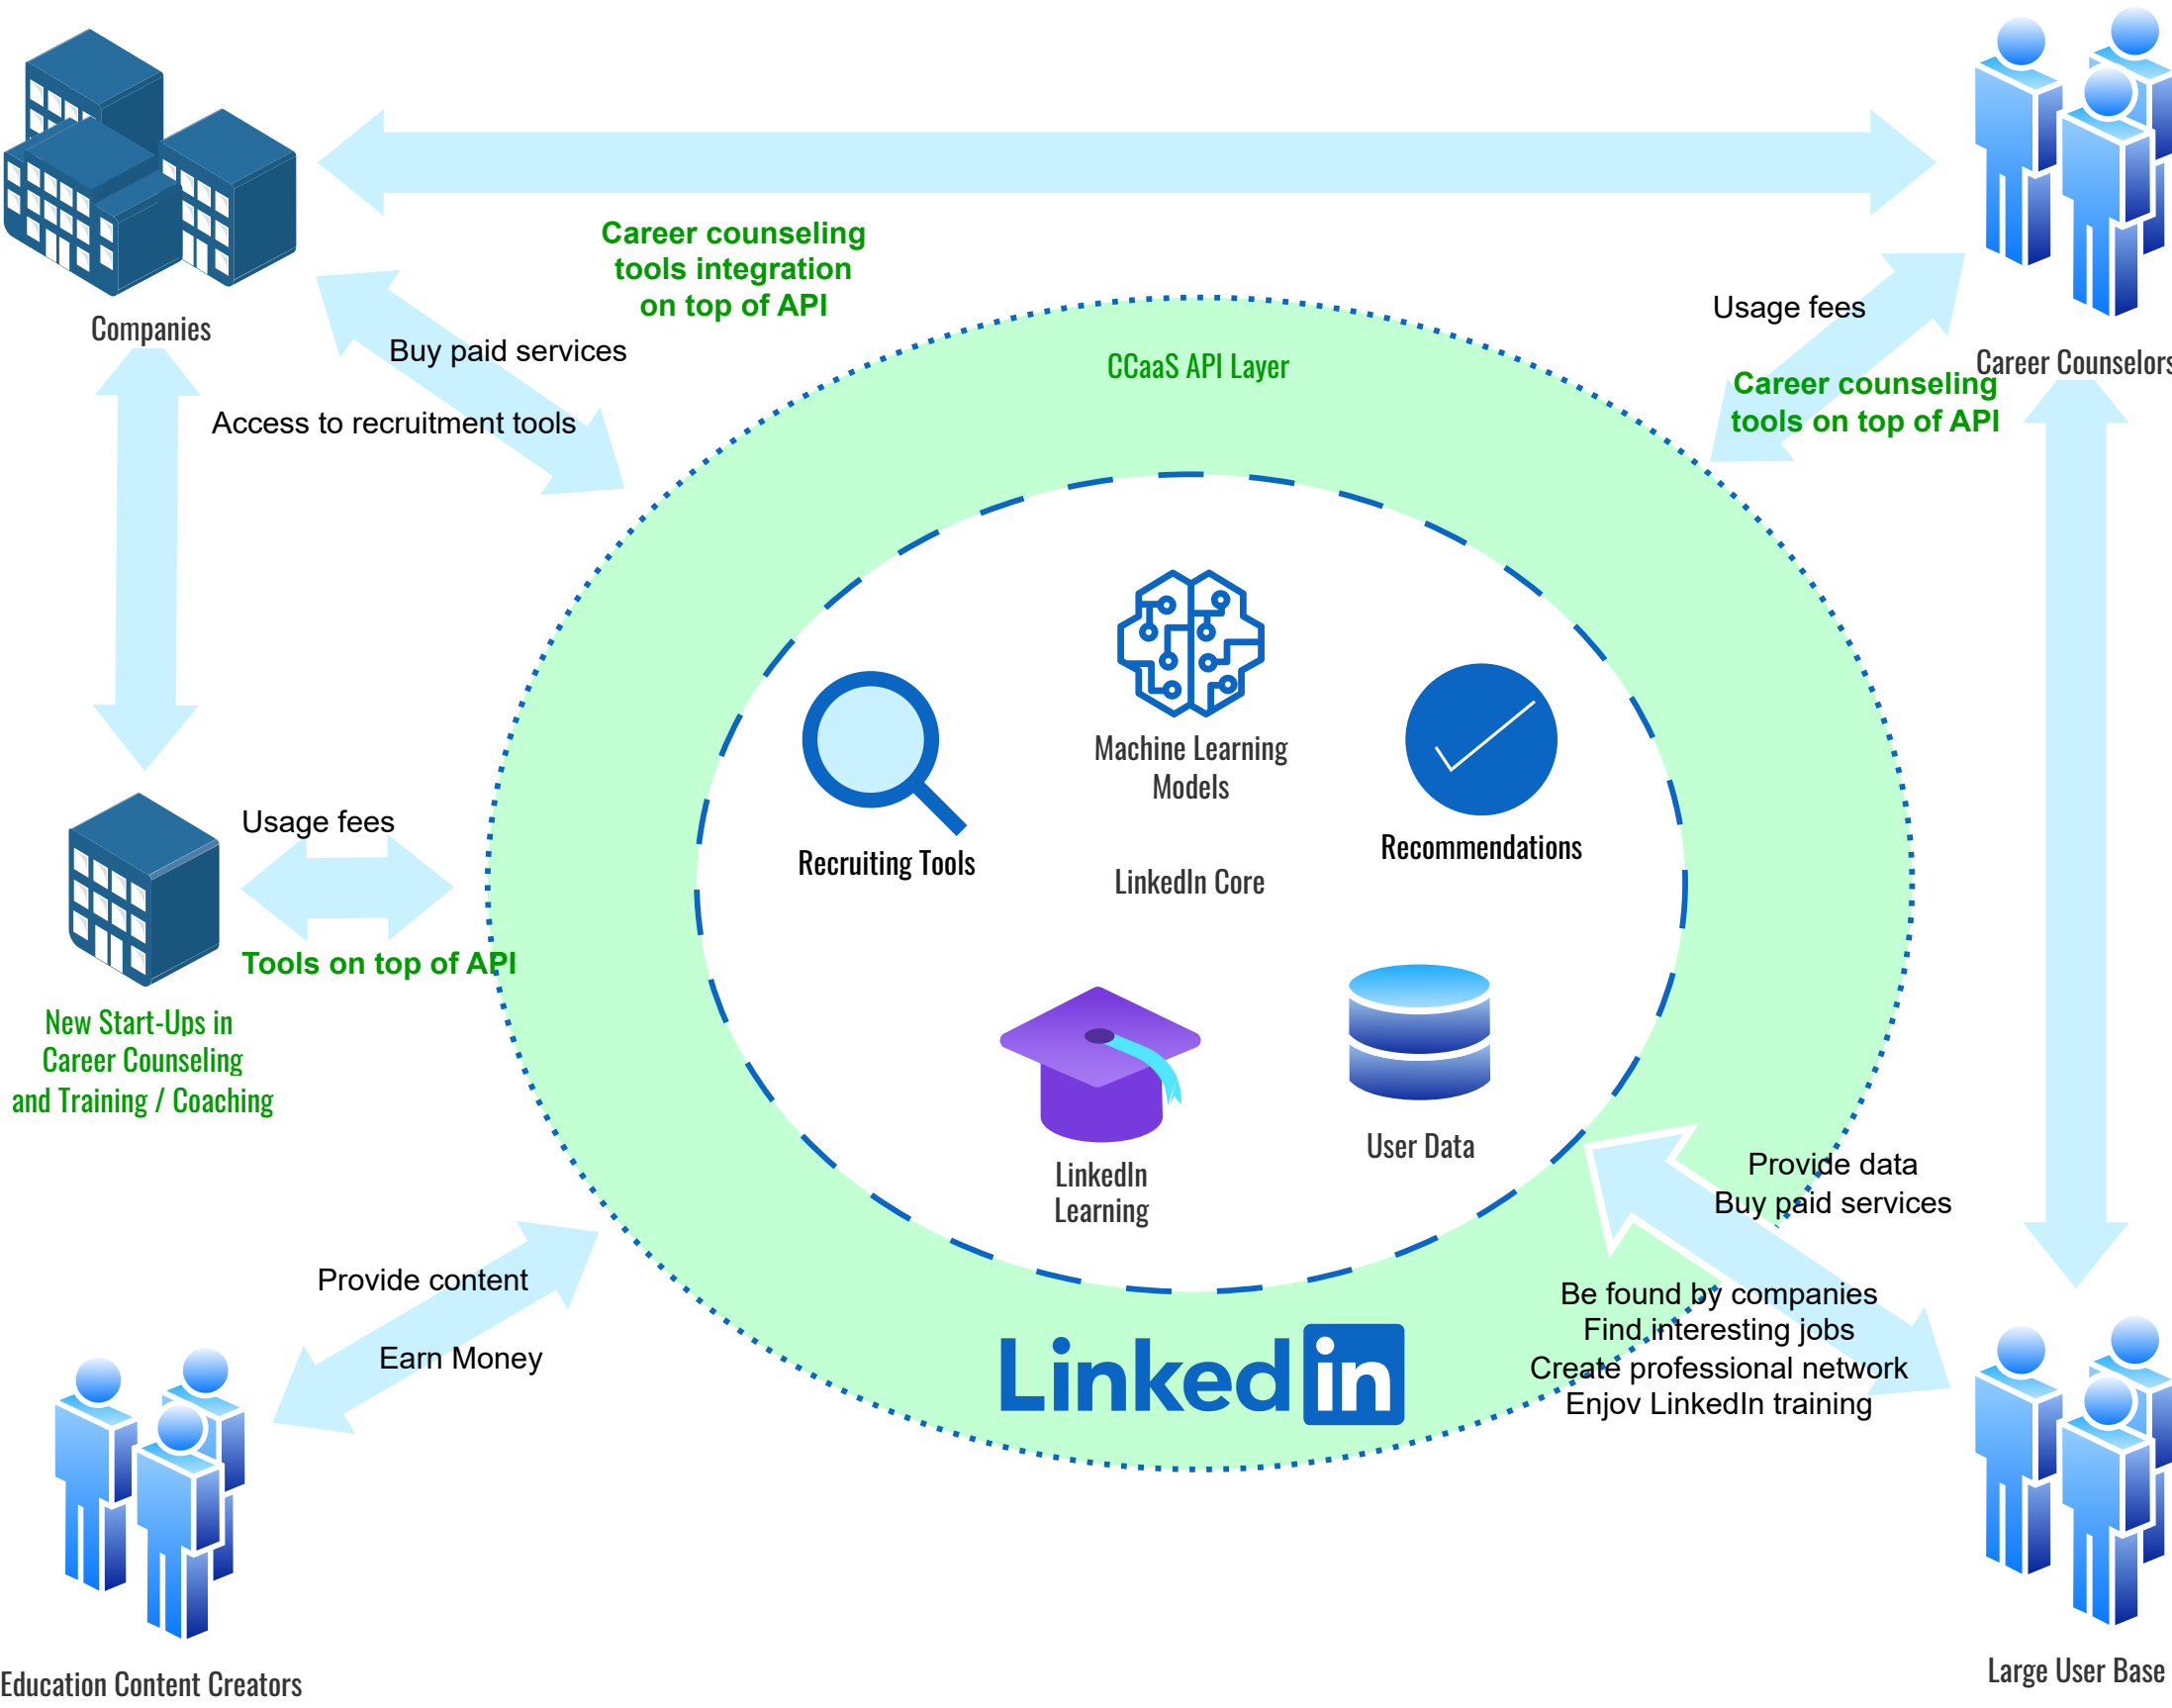 Career counseling
tools integration
on top of API
Companies
Buy paid services
Access to recruitment tools
CCaaS API Layer
Usage fees
Career Counselors
Career counseling
tools on top of API
Machine Learning
Models
Recruiting Tools
Recommendations
LinkedIn Core
Usage fees
Tools on top of API
New Start-Ups in
Career Counseling
and Training / Coaching
LinkedIn
Learning
User Data
Provide data
Buy paid services
Provide content
Earn Money
Be found by companies
Find interesting jobs
Create professional network
Enjoy LinkedIn training
Linked in
Education Content Creators
Large User Base